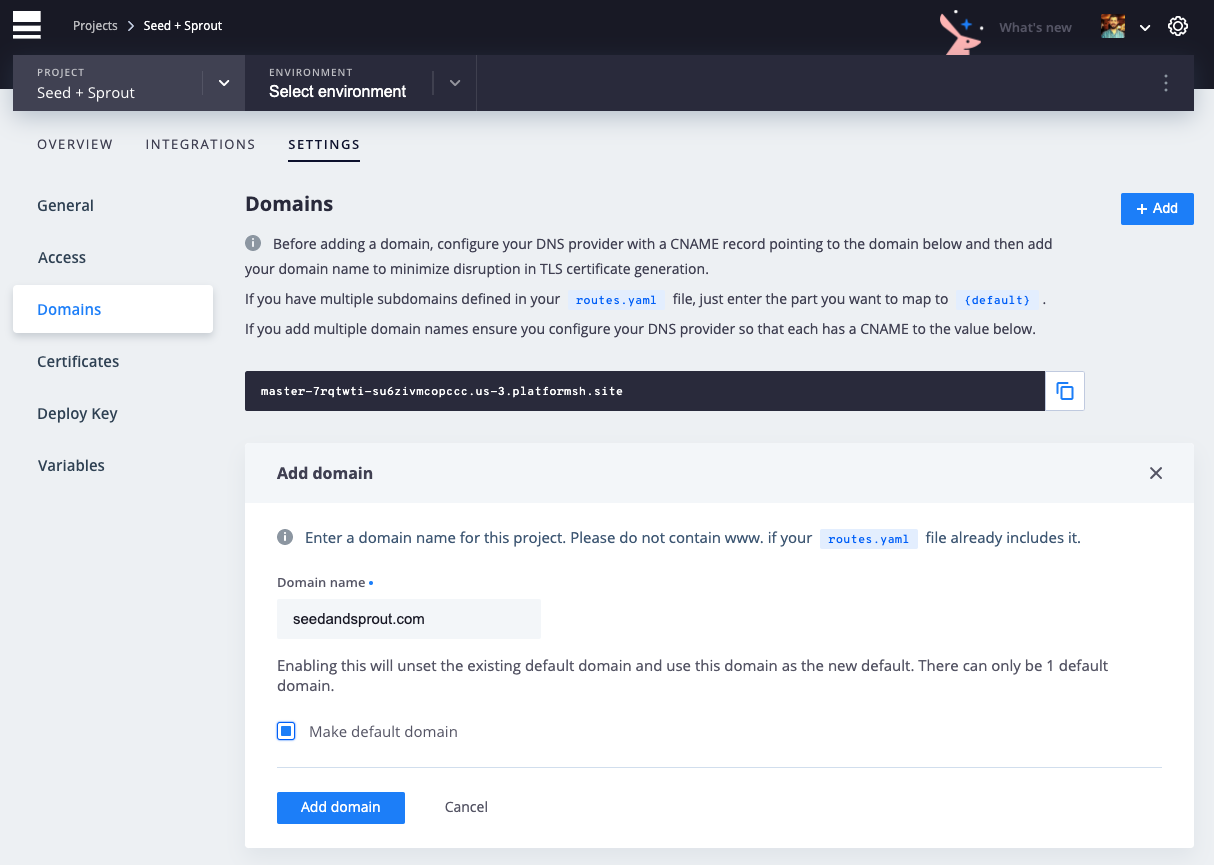 Projects > Seed + Sprout
What's new
PROJECT
Seed + Sprout
ENVIRONMENT
Select environment
OVERVIEW INTEGRATIONS SETTINGS
General
Access
Domains
Certificates
Deploy Key
Variables
Domains
+ Add
Before adding a domain, configure your DNS provider with a CNAME record pointing to the domain below and then add
your domain name to minimize disruption in TLS certificate generation.
If you have multiple subdomains defined in your routes.yaml file, just enter the part you want to map to {default} .
If you add multiple domain names ensure you configure your DNS provider so that each has a CNAME to the value below.
master-7rqtwti-su6zivmcopccc.us-3.platformsh.site
Add domain
Enter a domain name for this project. Please do not contain www. if your routes.yaml file already includes it.
Domain name
seedandsprout.com
Enabling this will unset the existing default domain and use this domain as the new default. There can only be 1 default
domain.
Make default domain
Add domain Cancel